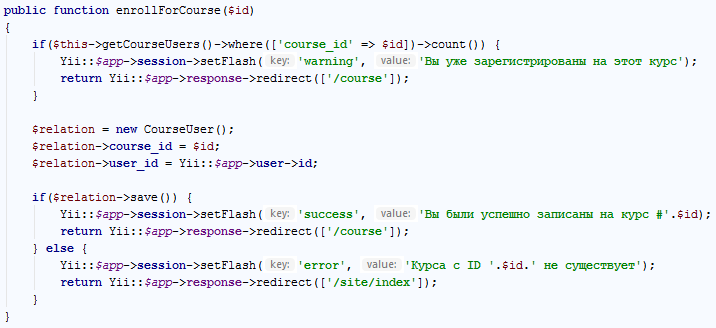 public function enrollForCourse($id)
{
    if($this->getCourseUsers()->where(['course_id' => $id])->count()) {
        Yii::$app->session->setFlash( key: 'warning', value: 'Вы уже зарегистрированы на этот курс');
        return Yii::$app->response->redirect(['/course']);
    }

    $relation = new CourseUser();
    $relation->course_id = $id;
    $relation->user_id = Yii::$app->user->id;

    if($relation->save()) {
        Yii::$app->session->setFlash( key: 'success', value: 'Вы были успешно записаны на курс #'.$id);
        return Yii::$app->response->redirect(['/course']);
    } else {
        Yii::$app->session->setFlash( key: 'error', value: 'Курса с ID '.$id.' не существует');
        return Yii::$app->response->redirect(['/site/index']);
    }
}